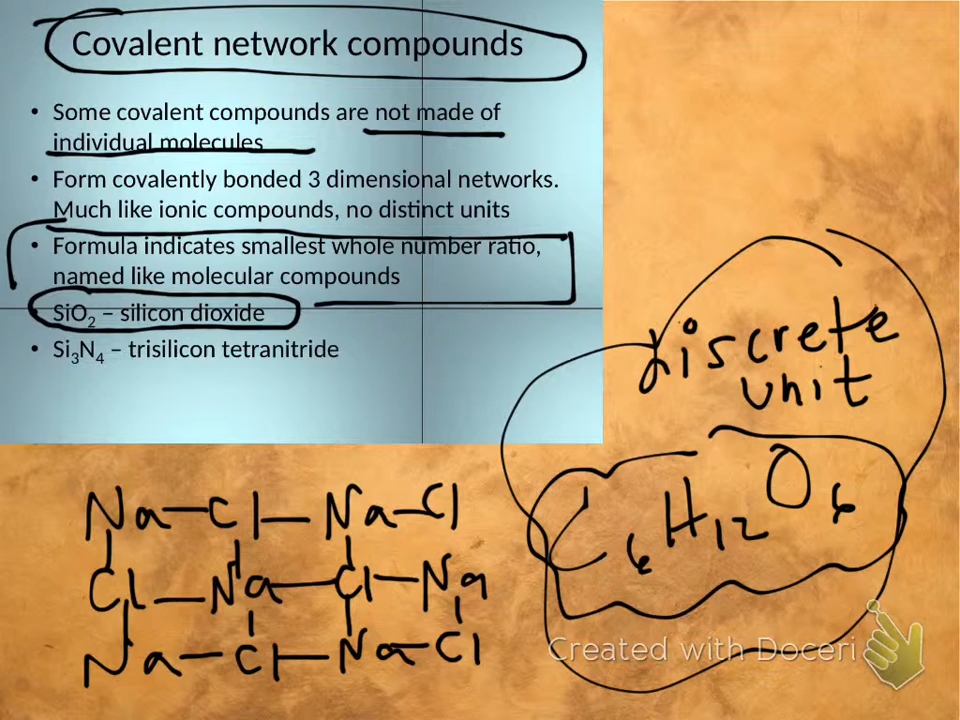 Covalent network compounds
• Some covalent compounds are not made of
individual molecules
• Form covalently bonded 3 dimensional networks.
Much like ionic compounds, no distinct units
• Formula indicates smallest whole number ratio,
named like molecular compounds
• SiO₂ – silicon dioxide
• Si₃N₄ – trisilicon tetranitride
discrete
unit
C₆H₁₂O₆
Na–Cl–Na–Cl
Cl–Na–Cl–Na
Na–Cl–Na–Cl
Created with Doceri